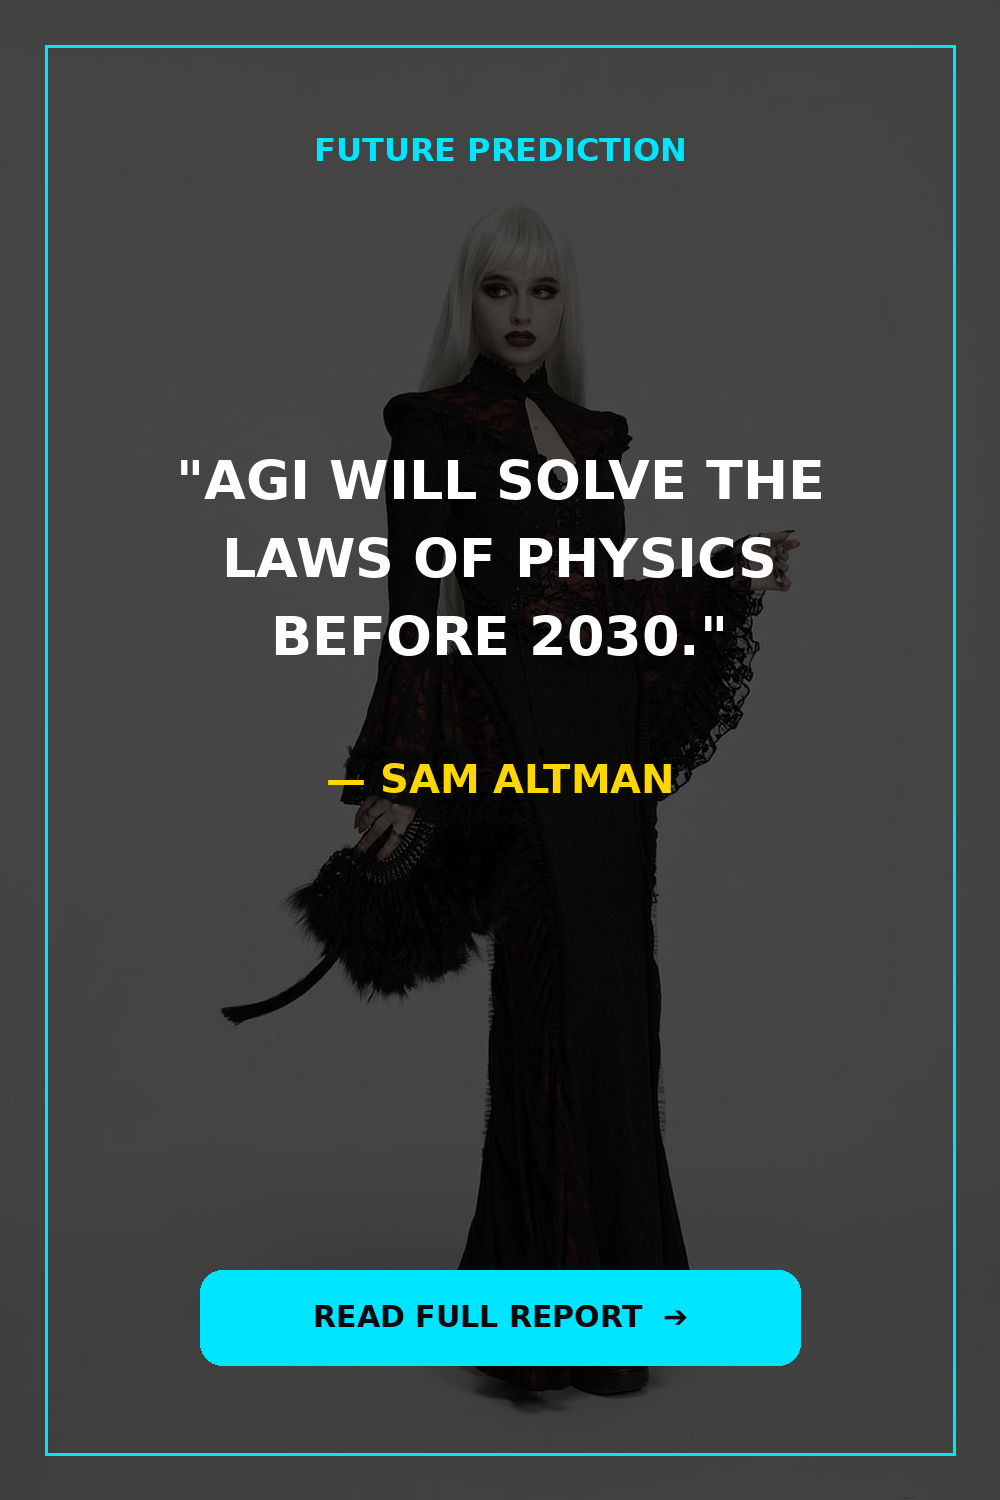 FUTURE PREDICTION
"AGI WILL SOLVE THE
LAWS OF PHYSICS
BEFORE 2030."
— SAM ALTMAN
READ FULL REPORT ➔